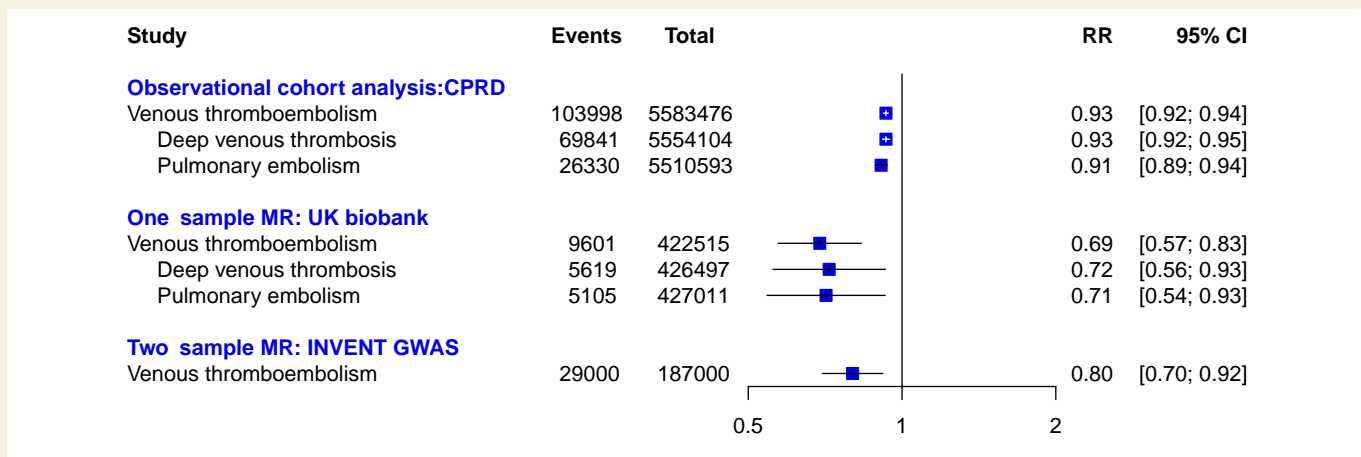 Study Events Total RR 95% CI
Observational cohort analysis:CPRD
Venous thromboembolism 103998 5583476 0.93 [0.92; 0.94]
Deep venous thrombosis 69841 5554104 0.93 [0.92; 0.95]
Pulmonary embolism 26330 5510593 0.91 [0.89; 0.94]
One sample MR: UK biobank
Venous thromboembolism 9601 422515 0.69 [0.57; 0.83]
Deep venous thrombosis 5619 426497 0.72 [0.56; 0.93]
Pulmonary embolism 5105 427011 0.71 [0.54; 0.93]
Two sample MR: INVENT GWAS
Venous thromboembolism 29000 187000 0.80 [0.70; 0.92]
0.5 1 2